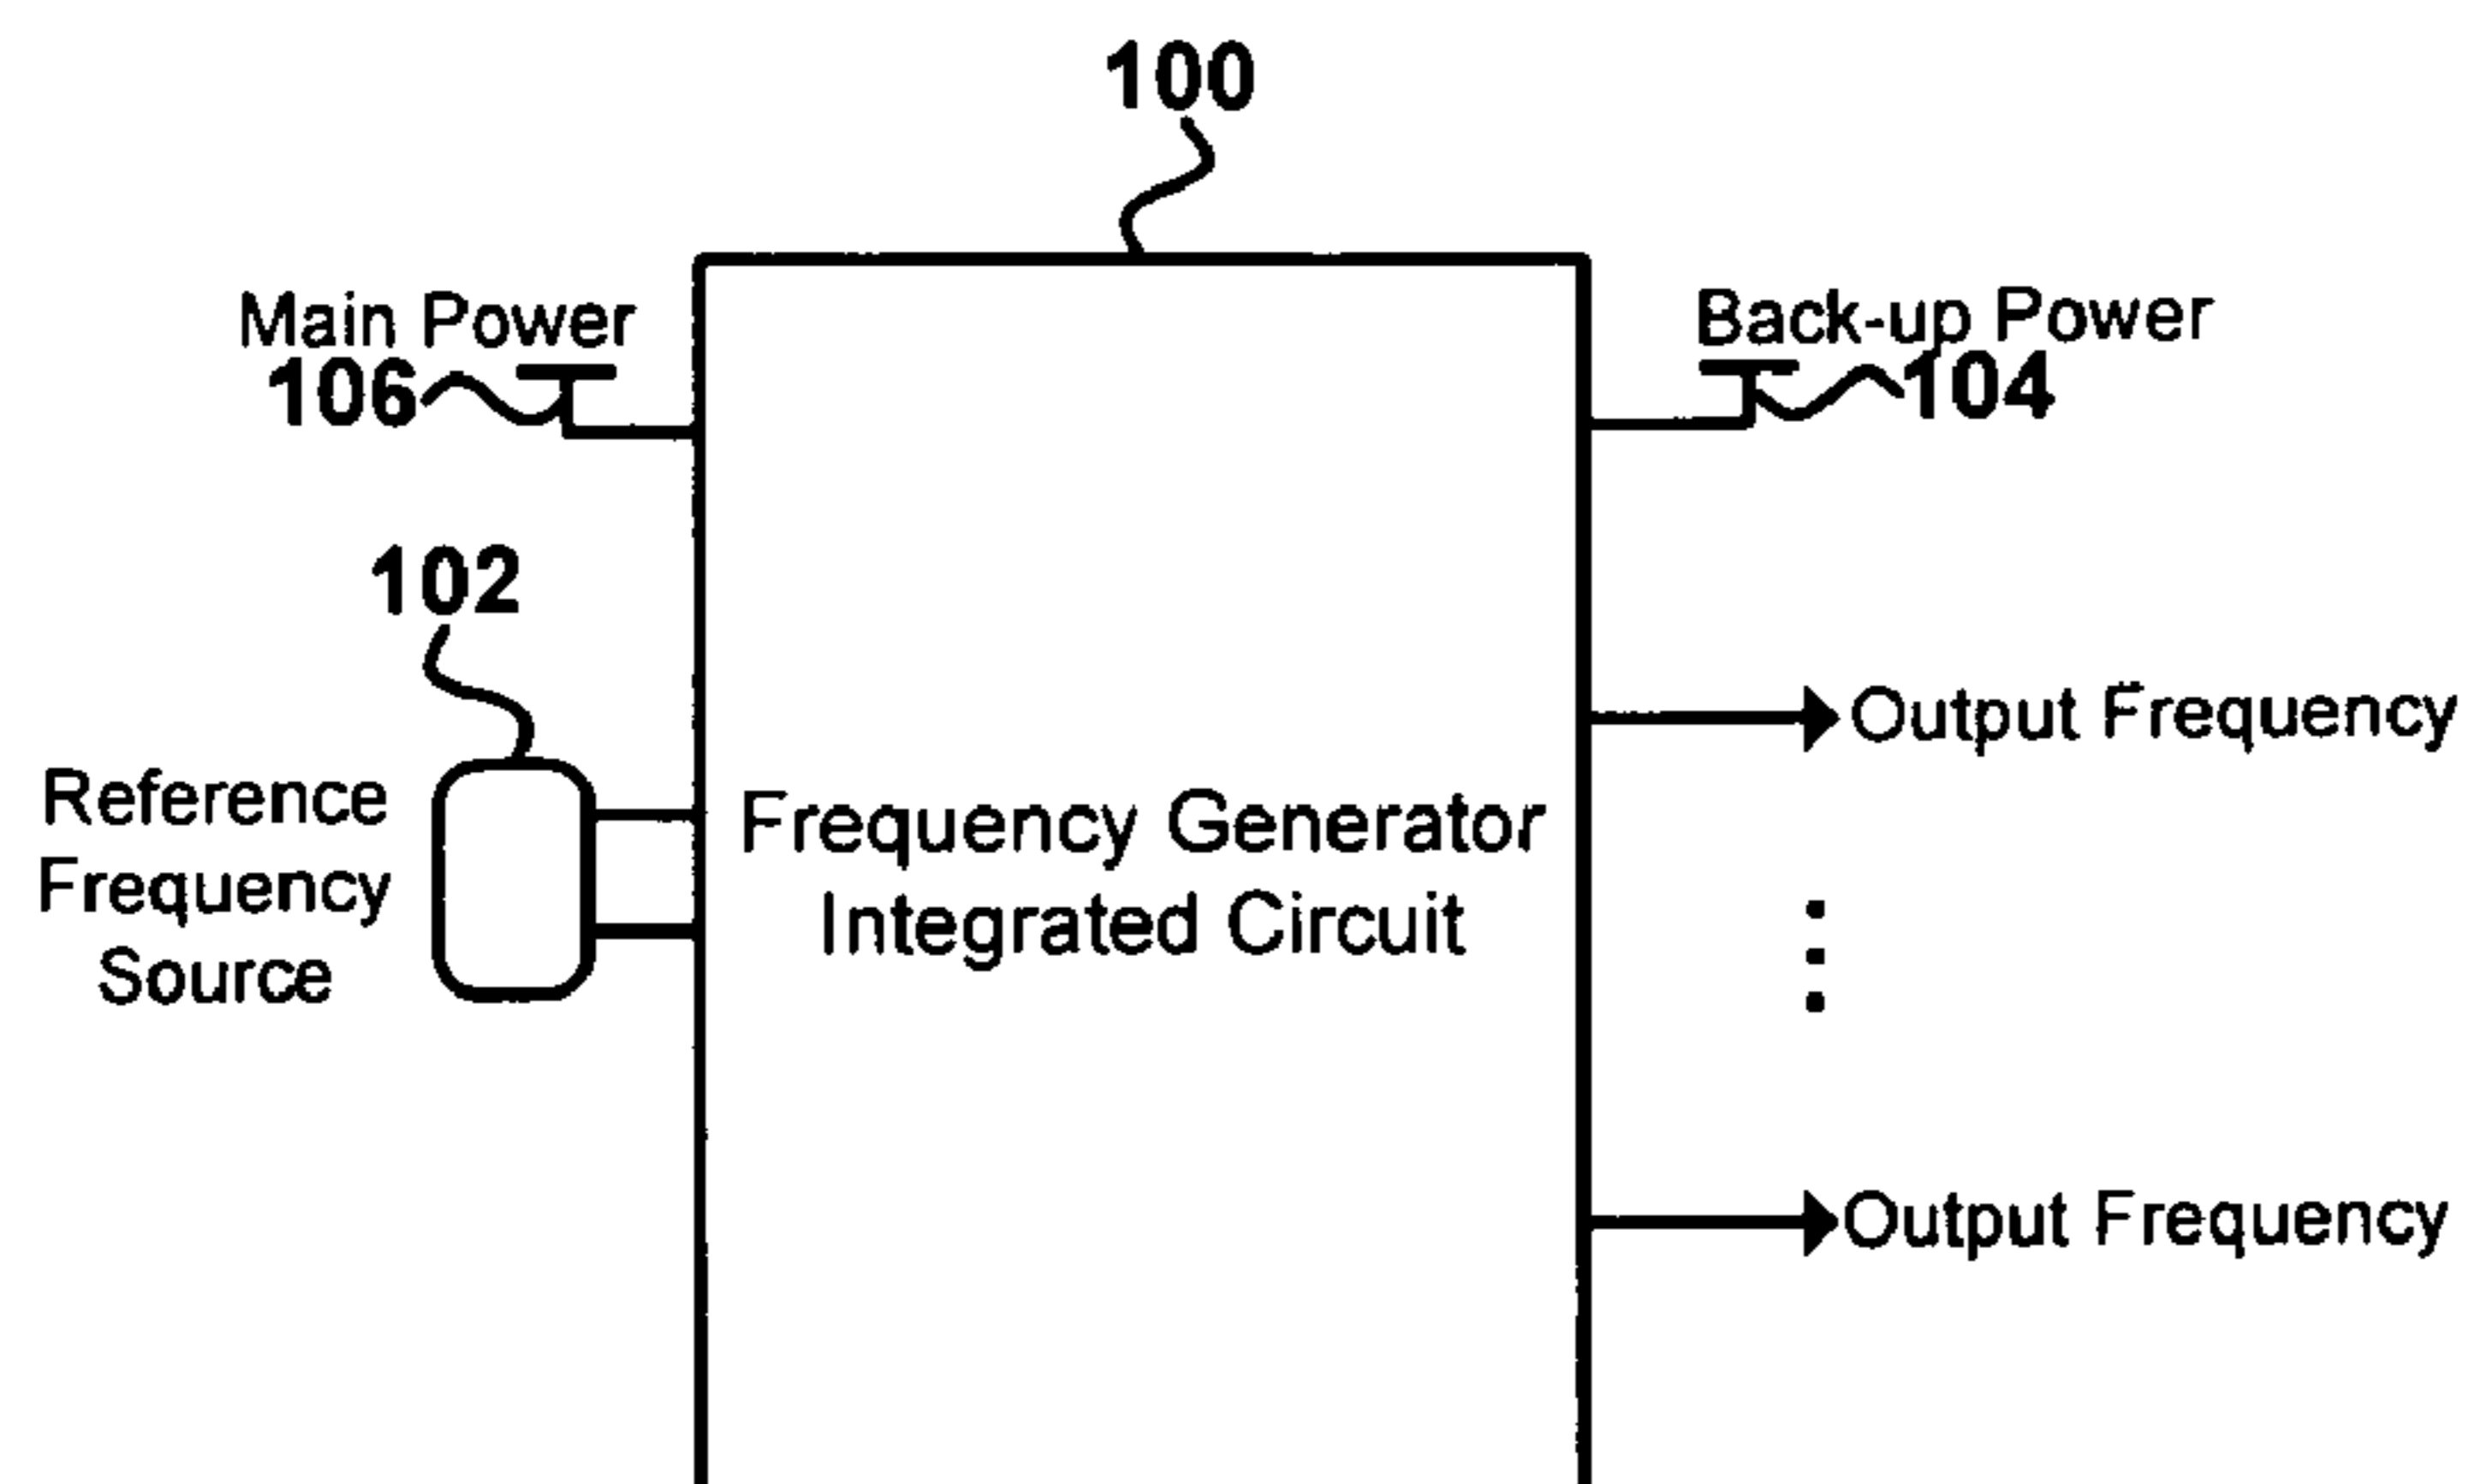 100
Main Power
106
Back-up Power
104
102
Reference
Frequency
Source
Frequency Generator
Integrated Circuit
Output Frequency
Output Frequency